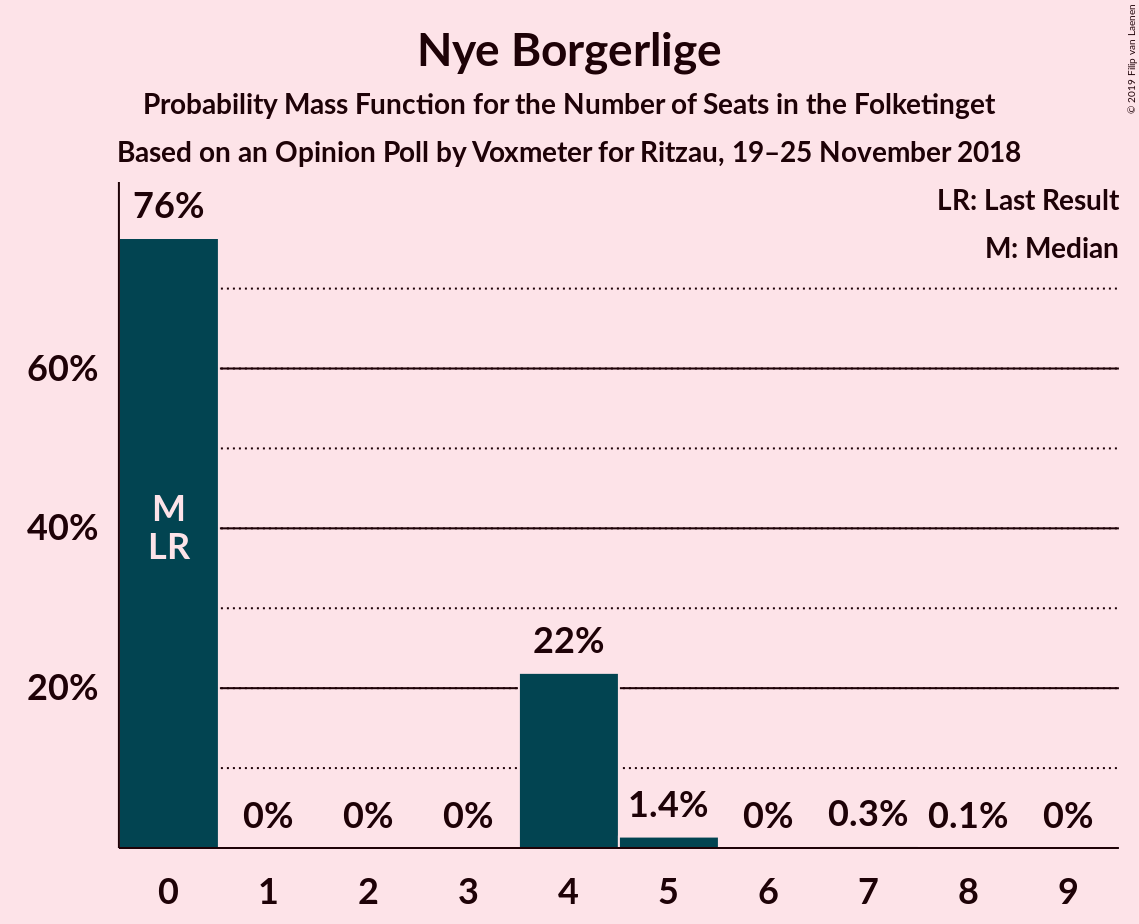 Nye Borgerlige
Probability Mass Function for the Number of Seats in the Folketinget
Based on an Opinion Poll by Voxmeter for Ritzau, 19–25 November 2018
© 2019 Filip van Laenen
LR: Last Result
M: Median
76%
60%
40%
20%
M
LR
0%
0%
0%
22%
1.4%
0%
0.3%
0.1%
0%
0 1 2 3 4 5 6 7 8 9